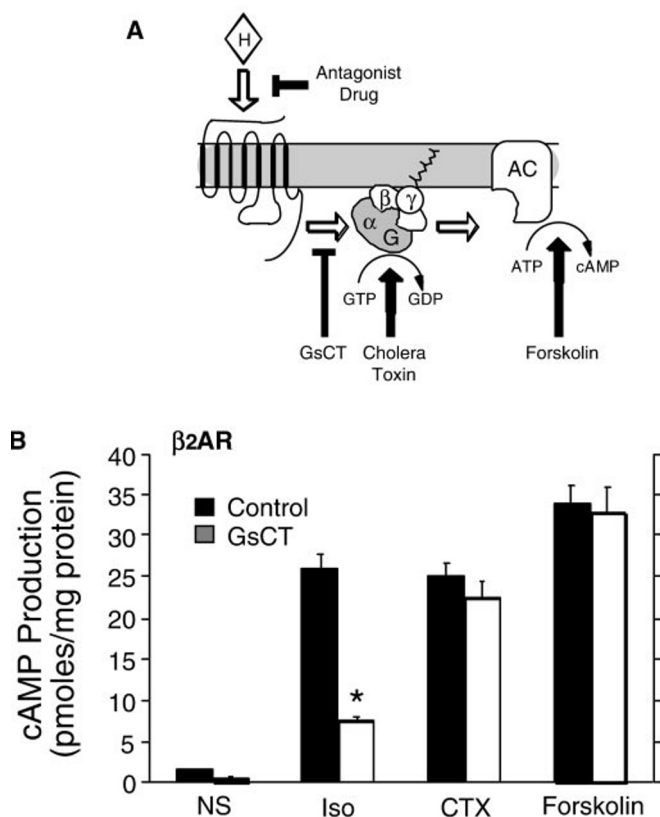 A
H
Antagonist
Drug
AC
β
γ
α
G
ATP
cAMP
GTP
GDP
GsCT
Cholera
Toxin
Forskolin
B
β2AR
cAMP Production
(pmoles/mg protein)
40
35
30
25
20
15
10
5
0
Control
GsCT
*
NS
Iso
CTX
Forskolin